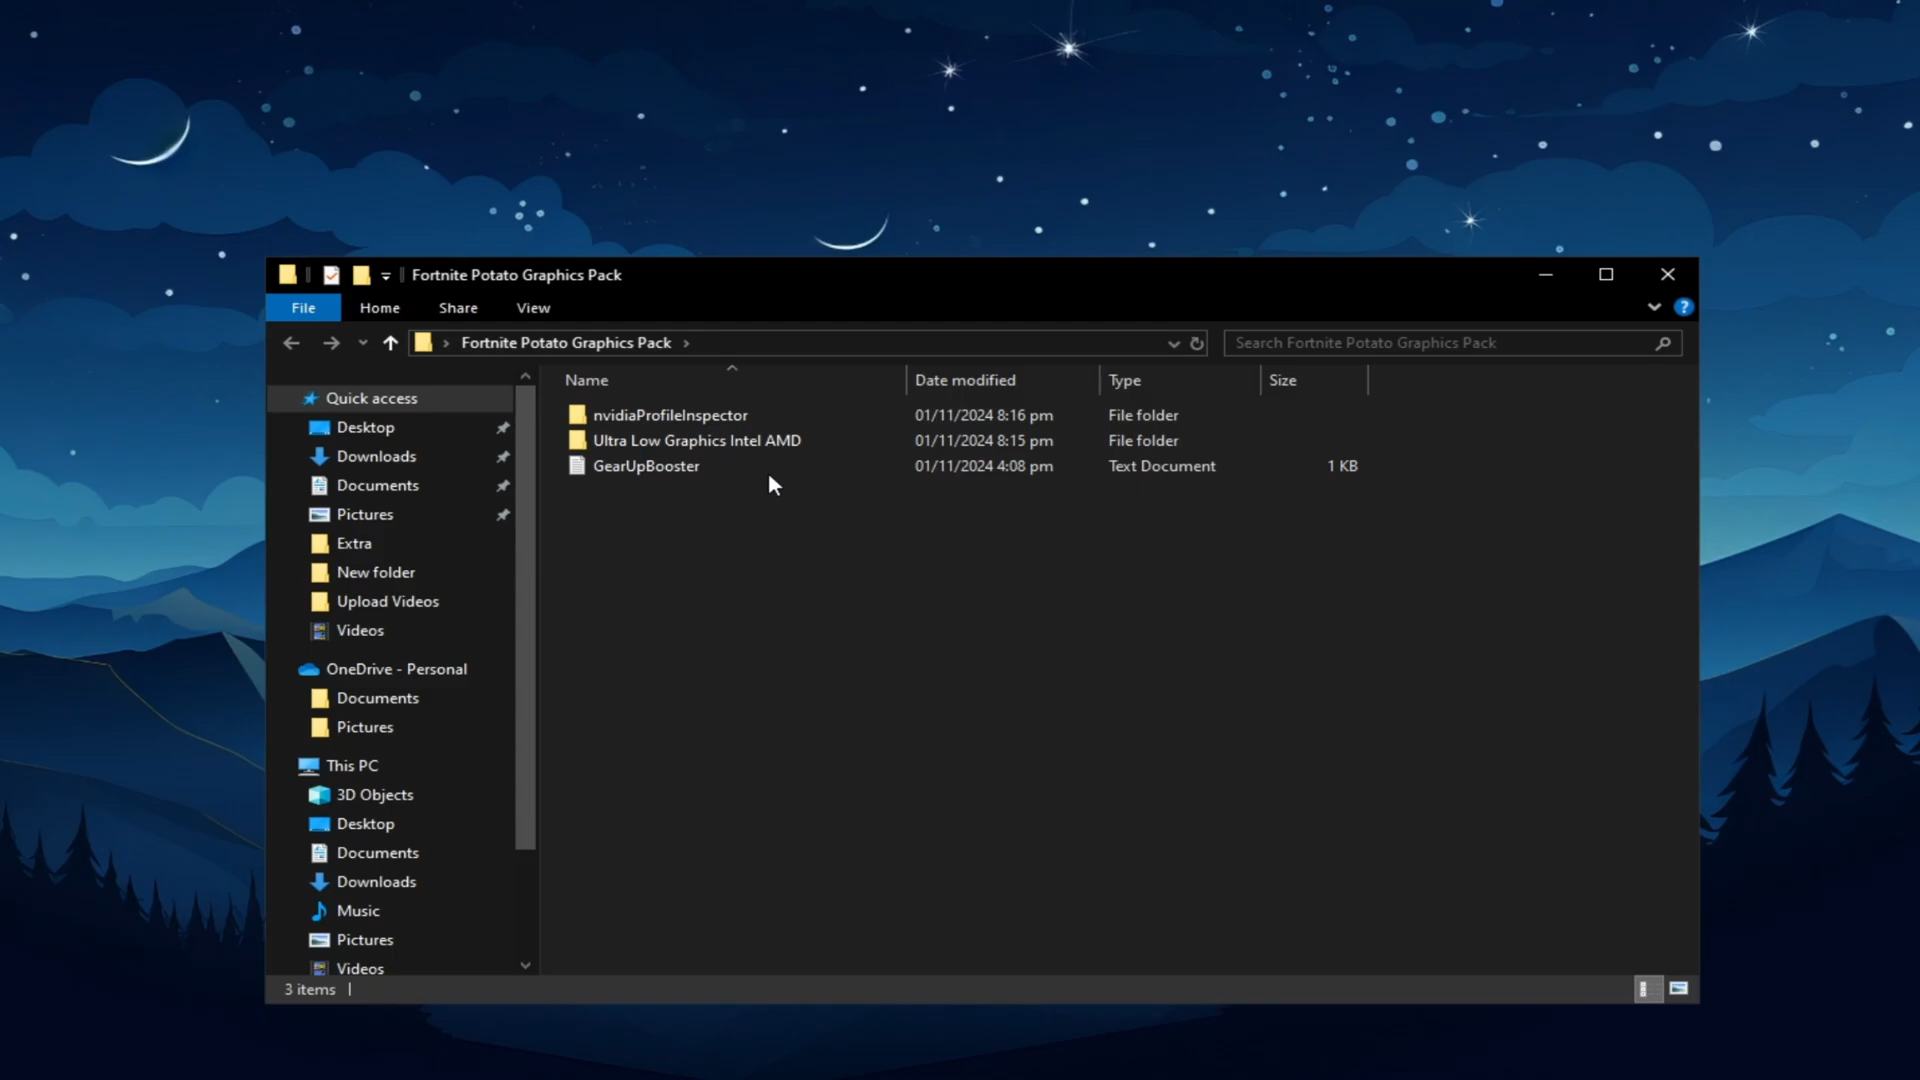 Fortnite Potato Graphics Pack
File Home Share View
Fortnite Potato Graphics Pack
Search Fortnite Potato Graphics Pack
Name Date modified Type Size
nvidiaProfileInspector 01/11/2024 8:16 pm File folder
Ultra Low Graphics Intel AMD 01/11/2024 8:15 pm File folder
GearUpBooster 01/11/2024 4:08 pm Text Document 1 KB
Quick access
Desktop
Downloads
Documents
Pictures
Extra
New folder
Upload Videos
Videos
OneDrive - Personal
Documents
Pictures
This PC
3D Objects
Desktop
Documents
Downloads
Music
Pictures
Videos
3 items